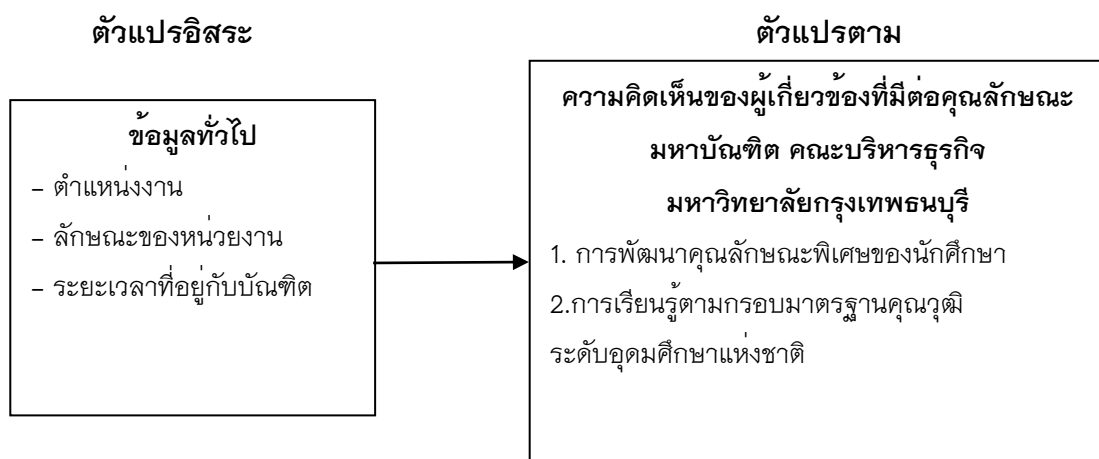 ตัวแปรอิสระ
ตัวแปรตาม
ข้อมูลทั่วไป
– ตำแหน่งงาน
– ลักษณะของหน่วยงาน
– ระยะเวลาที่อยู่กับบัณฑิต
ความคิดเห็นของผู้เกี่ยวข้องที่มีต่อคุณลักษณะ
มหาบัณฑิต คณะบริหารธุรกิจ
มหาวิทยาลัยกรุงเทพธนบุรี
1. การพัฒนาคุณลักษณะพิเศษของนักศึกษา
2.การเรียนรู้ตามกรอบมาตรฐานคุณวุฒิ
ระดับอุดมศึกษาแห่งชาติ